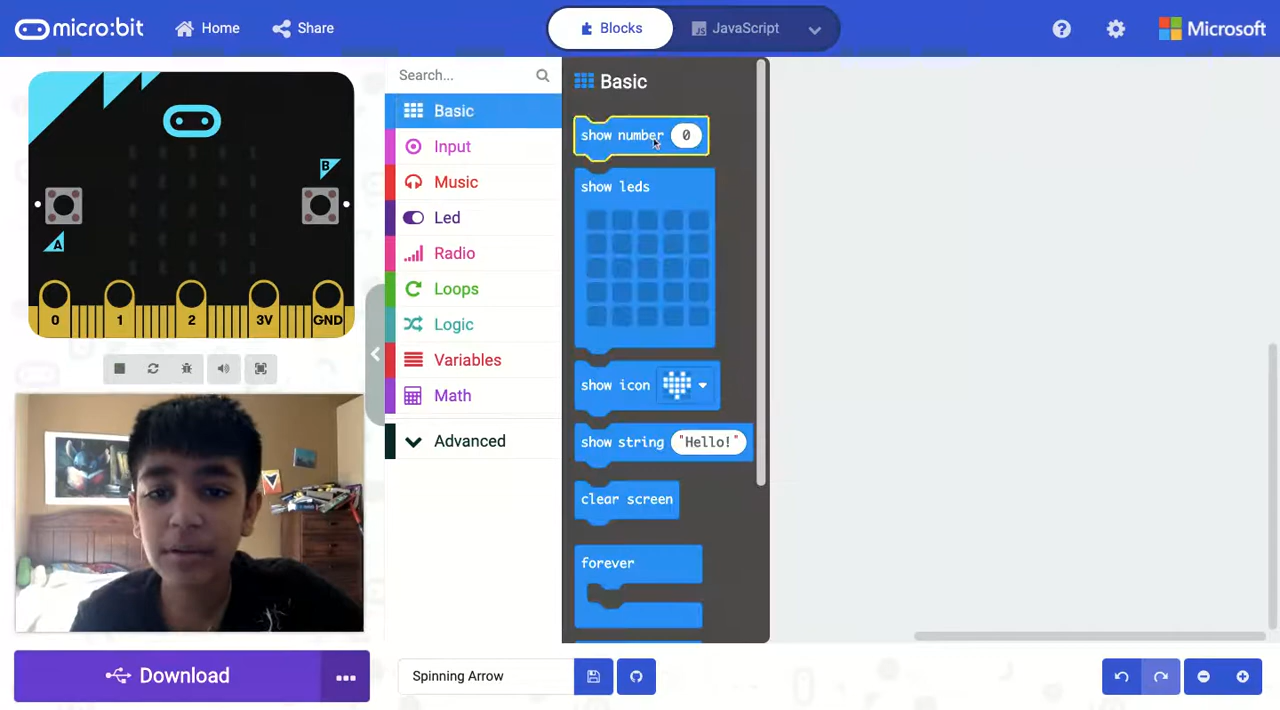 micro:bit Home Share Blocks JavaScript Microsoft
Search...
Basic
Input
Music
Led
Radio
Loops
Logic
Variables
Math
Advanced
Basic
show number 0
show leds
show icon
show string "Hello!"
clear screen
forever
B
A
0 1 2 3V GND
Download
Spinning Arrow